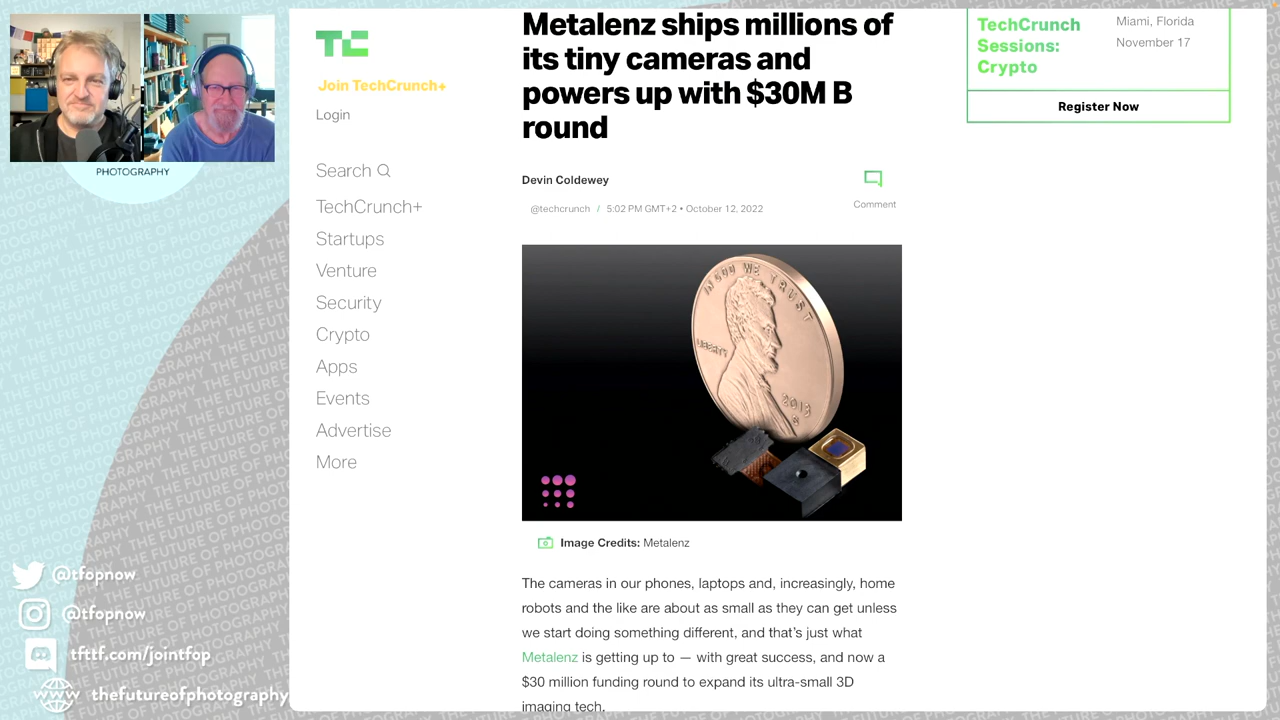 PHOTOGRAPHY
@tfopnow
@tfopnow
tfttf.com/jointfop
www
thefutureofphotography
TC
Join TechCrunch+
Login
Search
TechCrunch+
Startups
Venture
Security
Crypto
Apps
Events
Advertise
More
Metalenz ships millions of
its tiny cameras and
powers up with $30M B
round
Devin Coldewey
@techcrunch / 5:02 PM GMT+2 • October 12, 2022
Comment
IN GOD WE TRUST
LIBERTY
2013
Image Credits: Metalenz
The cameras in our phones, laptops and, increasingly, home
robots and the like are about as small as they can get unless
we start doing something different, and that's just what
Metalenz is getting up to — with great success, and now a
$30 million funding round to expand its ultra-small 3D
imaging tech.
TechCrunch
Sessions:
Crypto
Miami, Florida
November 17
Register Now